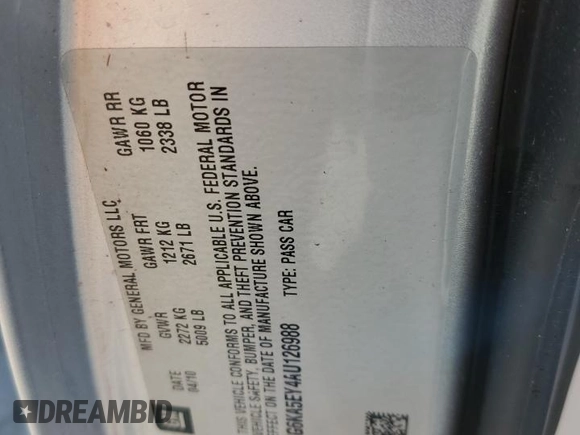 MFD BY GENERAL MOTORS LLC
DATE GVWR GAWR FRT GAWR RR
04/10 2272 KG 1212 KG 1060 KG
5009 LB 2671 LB 2338 LB
THIS VEHICLE CONFORMS TO ALL APPLICABLE U.S. FEDERAL MOTOR
VEHICLE SAFETY, BUMPER, AND THEFT PREVENTION STANDARDS IN
EFFECT ON THE DATE OF MANUFACTURE SHOWN ABOVE.
G6KA5EY4AU126988 TYPE: PASS CAR
DREAMBID